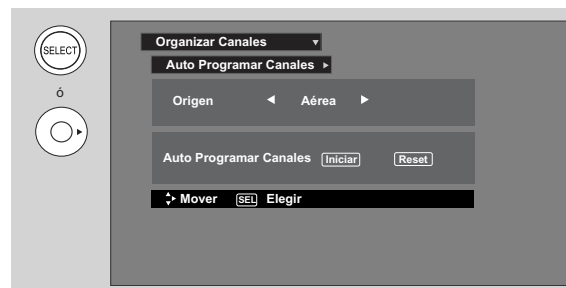 SELECT
ó
Organizar Canales
Auto Programar Canales
Origen Aérea
Auto Programar Canales Iniciar Reset
Mover SEL Elegir